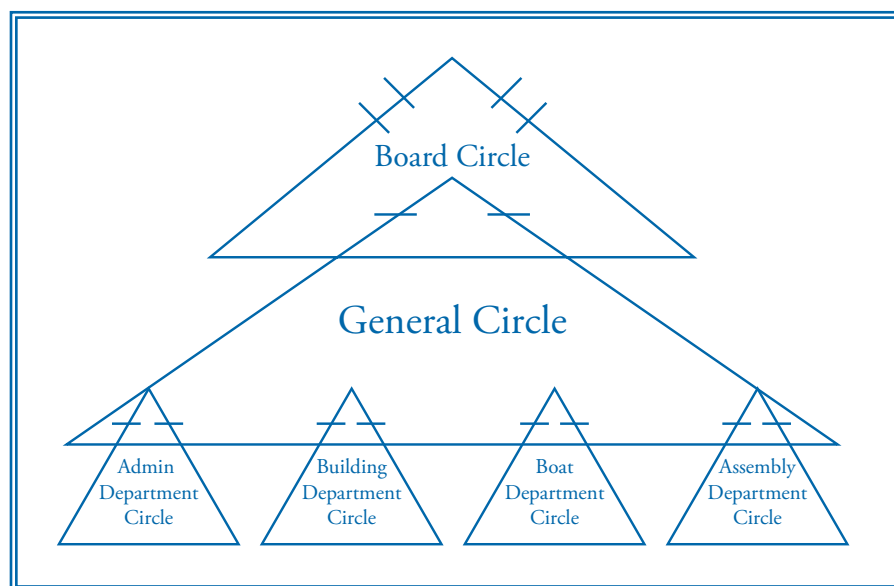 Board Circle
General Circle
Admin
Department
Circle
Building
Department
Circle
Boat
Department
Circle
Assembly
Department
Circle